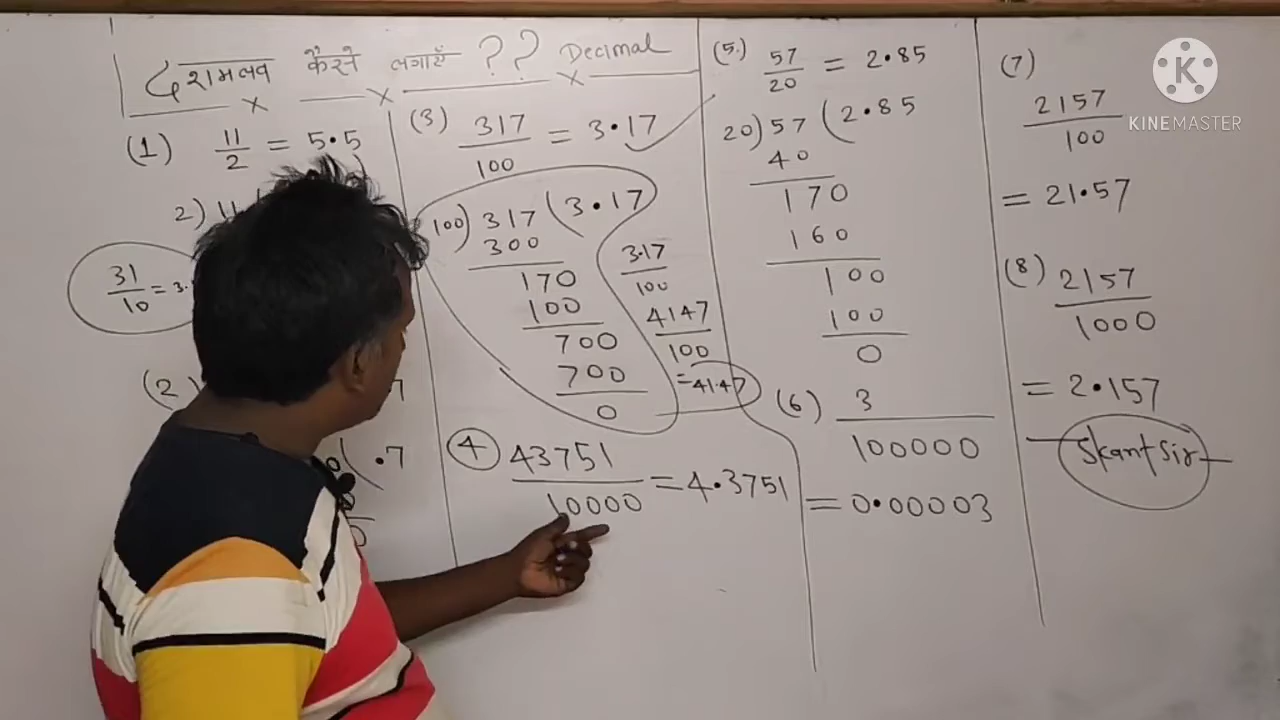 दशमलव कैसे लगाएँ ?? Decimal
(1) 11/2 = 5.5
2) 11
31/10 = 3.
(2)
.7
(3) 317/100 = 3.17
100) 317 ( 3.17
300
170
100
700
700
0
3.17/100
4147/100
= 41.47
(4) 43751/10000 = 4.3751
(5.) 57/20 = 2.85
20) 57 ( 2.85
40
170
160
100
100
0
(6) 3/100000
= 0.00003
(7)
2157/100
= 21.57
(8) 2157/1000
= 2.157
Skant Sir
KINEMASTER